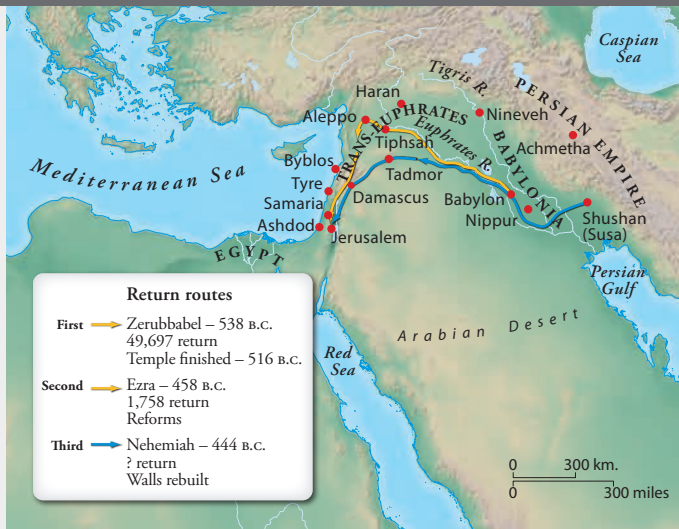 Caspian
Sea
Tigris R.
PERSIAN EMPIRE
Haran
Nineveh
Aleppo
TRANS-EUPHRATES
Euphrates R.
Tiphsah
BABYLONIA
Achmetha
Mediterranean Sea
Byblos
Tadmor
Tyre
Damascus
Babylon
Samaria
Nippur
Shushan
(Susa)
Ashdod
Jerusalem
EGYPT
Persian
Gulf
Arabian Desert
Red
Sea
Return routes
First Zerubbabel – 538 B.C.
49,697 return
Temple finished – 516 B.C.
Second Ezra – 458 B.C.
1,758 return
Reforms
Third Nehemiah – 444 B.C.
? return
Walls rebuilt
0 300 km.
0 300 miles